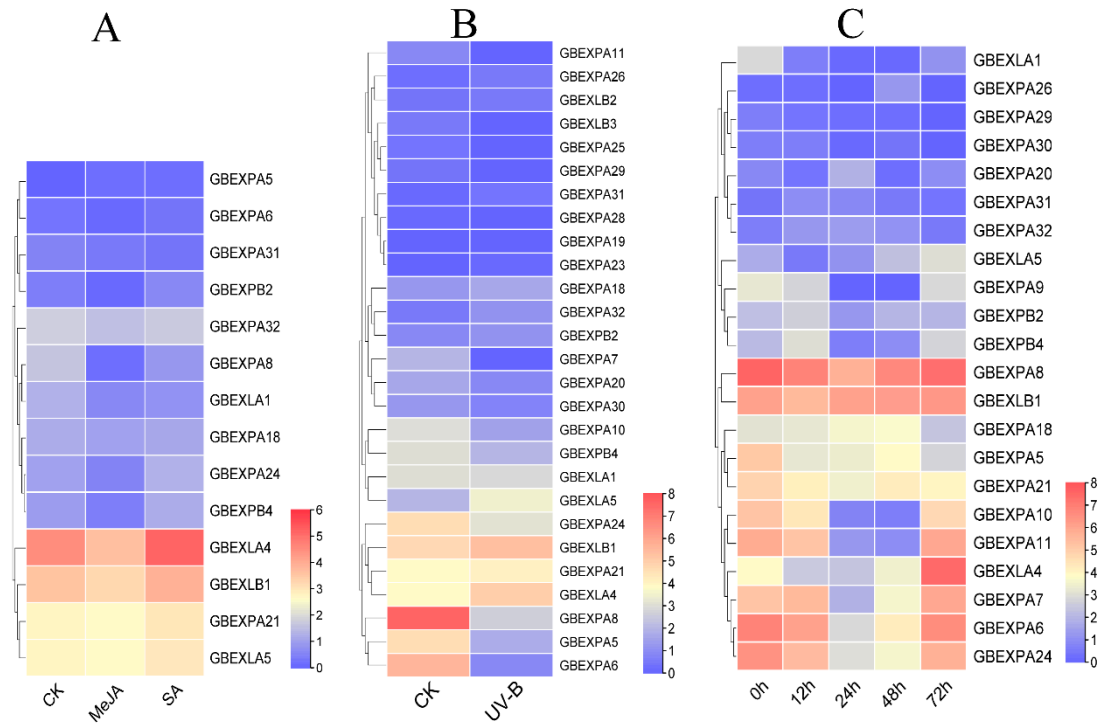 A
GBEXPA5
GBEXPA6
GBEXPA31
GBEXPB2
GBEXPA32
GBEXPA8
GBEXLA1
GBEXPA18
GBEXPA24
GBEXPB4
GBEXLA4
GBEXLB1
GBEXPA21
GBEXLA5
CK
MeJA
SA
6
5
4
3
2
1
0
B
GBEXPA11
GBEXPA26
GBEXLB2
GBEXLB3
GBEXPA25
GBEXPA29
GBEXPA31
GBEXPA28
GBEXPA19
GBEXPA23
GBEXPA18
GBEXPA32
GBEXPB2
GBEXPA7
GBEXPA20
GBEXPA30
GBEXPA10
GBEXPB4
GBEXLA1
GBEXLA5
GBEXPA24
GBEXLB1
GBEXPA21
GBEXLA4
GBEXPA8
GBEXPA5
GBEXPA6
CK
UV-B
8
7
6
5
4
3
2
1
0
C
GBEXLA1
GBEXPA26
GBEXPA29
GBEXPA30
GBEXPA20
GBEXPA31
GBEXPA32
GBEXLA5
GBEXPA9
GBEXPB2
GBEXPB4
GBEXPA8
GBEXLB1
GBEXPA18
GBEXPA5
GBEXPA21
GBEXPA10
GBEXPA11
GBEXLA4
GBEXPA7
GBEXPA6
GBEXPA24
0h
12h
24h
48h
72h
8
7
6
5
4
3
2
1
0